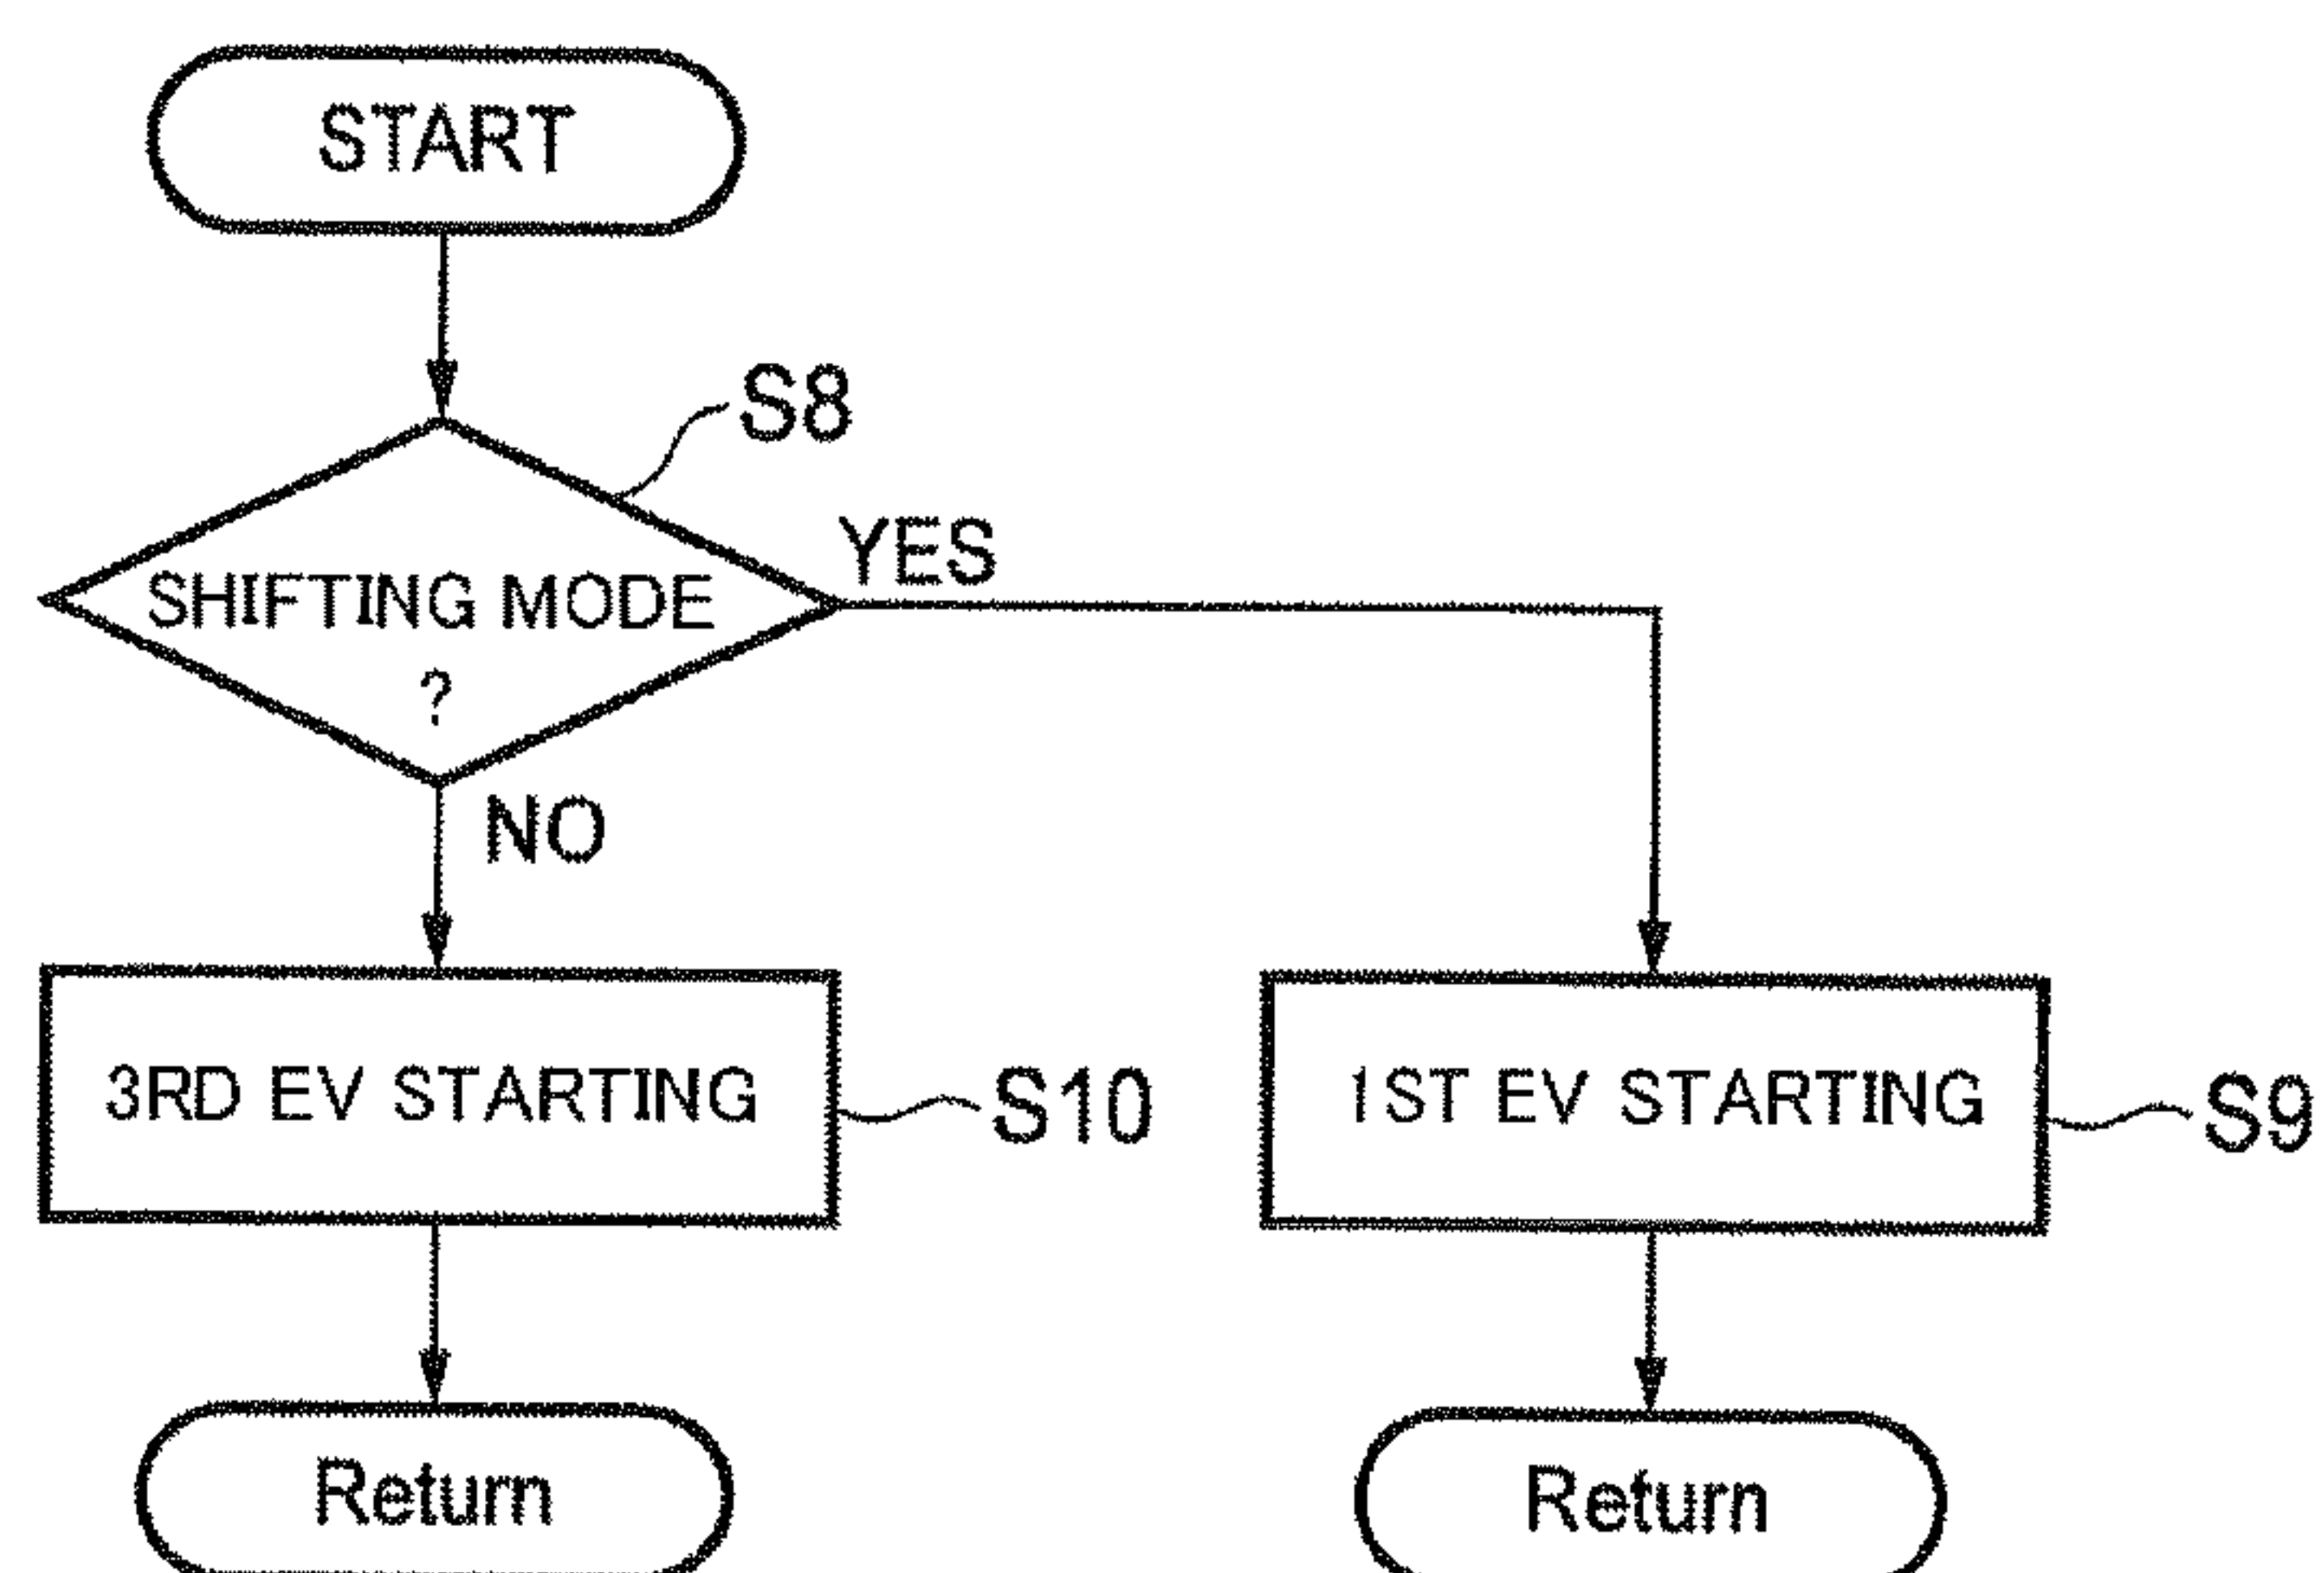 START
S8
YES
SHIFTING MODE
?
NO
3RD EV STARTING
S10
1ST EV STARTING
S9
Return
Return